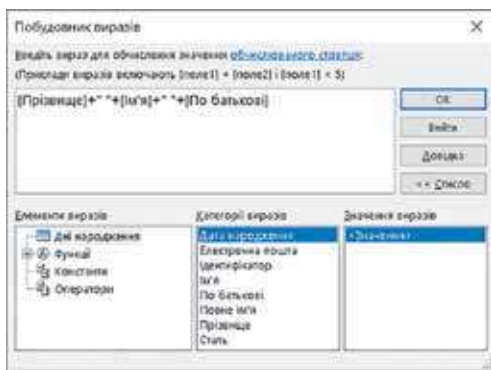 Побудовник виразів
Введіть вираз для обчислення значення обчислюваного стовпця:
(Приклади виразів включають [поле1] + [поле2] і [поле1] < 5)
[Прізвище]+" "+[Ім'я]+" "+[По батькові]
ОК
Вийти
Довідка
<< Список
Елементи виразів
Категорії виразів
Значення виразів
Дні народження
Функції
Константи
Оператори
Дата народження
Електронна пошта
Ідентифікатор
Ім'я
По батькові
Повне ім'я
Прізвище
Стать
<Значення>